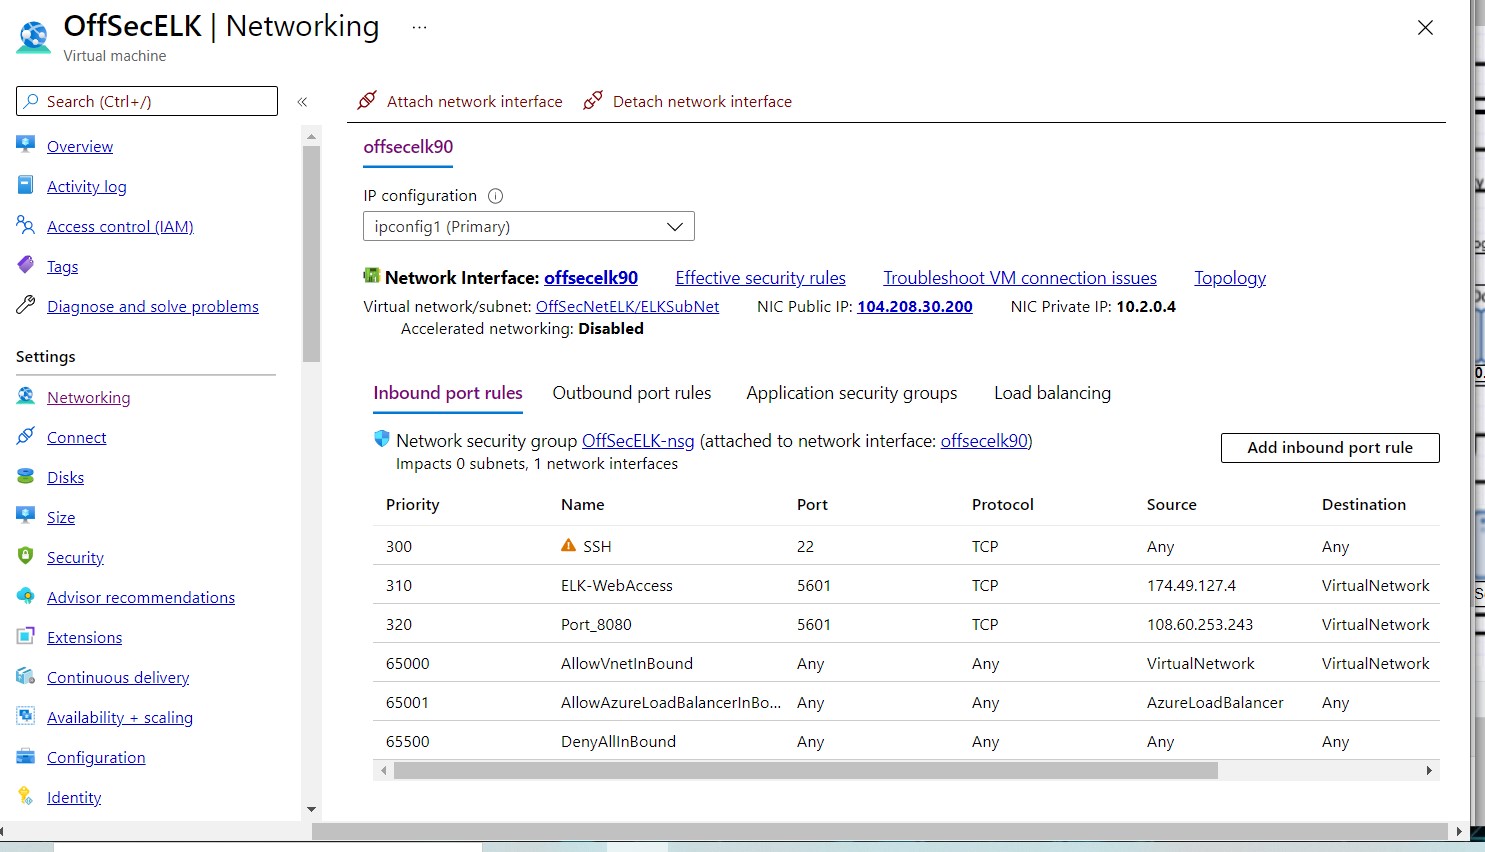 OffSecELK | Networking ...
Virtual machine
Search (Ctrl+/)
«
Overview
Activity log
Access control (IAM)
Tags
Diagnose and solve problems
Settings
Networking
Connect
Disks
Size
Security
Advisor recommendations
Extensions
Continuous delivery
Availability + scaling
Configuration
Identity
Attach network interface Detach network interface
offsecelk90
IP configuration
ipconfig1 (Primary)
Network Interface: offsecelk90 Effective security rules Troubleshoot VM connection issues Topology
Virtual network/subnet: OffSecNetELK/ELKSubNet NIC Public IP: 104.208.30.200 NIC Private IP: 10.2.0.4
Accelerated networking: Disabled
Inbound port rules Outbound port rules Application security groups Load balancing
Network security group OffSecELK-nsg (attached to network interface: offsecelk90)
Impacts 0 subnets, 1 network interfaces
Add inbound port rule
Priority Name Port Protocol Source Destination
300 SSH 22 TCP Any Any
310 ELK-WebAccess 5601 TCP 174.49.127.4 VirtualNetwork
320 Port_8080 5601 TCP 108.60.253.243 VirtualNetwork
65000 AllowVnetInBound Any Any VirtualNetwork VirtualNetwork
65001 AllowAzureLoadBalancerInBo... Any Any AzureLoadBalancer Any
65500 DenyAllInBound Any Any Any Any